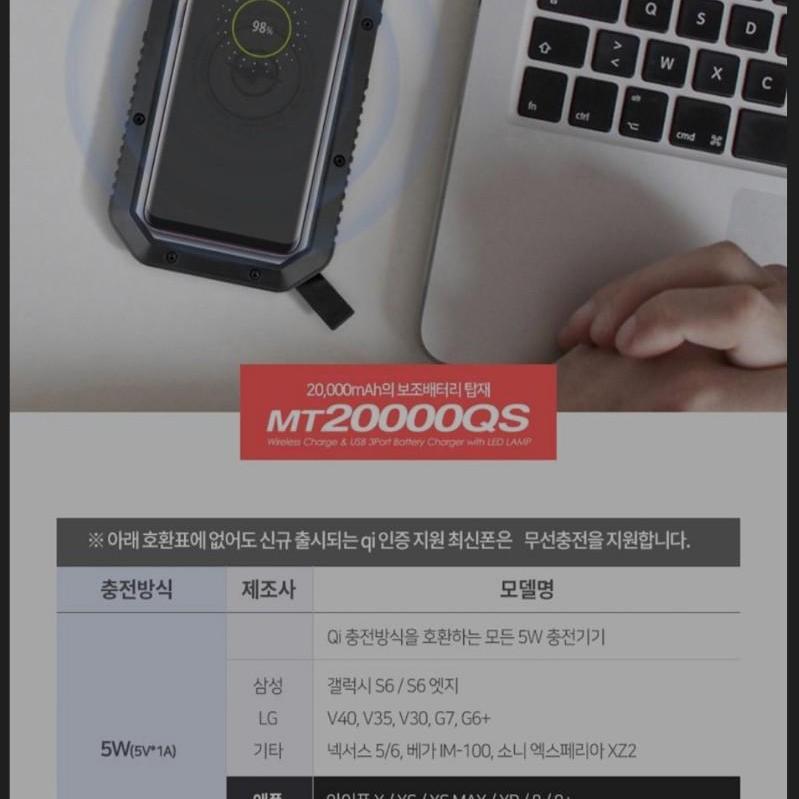 98%
Q S D
> < W X C
fn ctrl alt cmd
20,000mAh의 보조배터리 탑재
MT20000QS
Wireless Charge & USB 3Port Battery Charger with LED LAMP
※ 아래 호환표에 없어도 신규 출시되는 qi 인증 지원 최신폰은 무선충전을 지원합니다.
충전방식 제조사 모델명
Qi 충전방식을 호환하는 모든 5W 충전기기
삼성 갤럭시 S6 / S6 엣지
LG V40, V35, V30, G7, G6+
5W(5V*1A)
기타 넥서스 5/6, 베가 IM-100, 소니 엑스페리아 XZ2